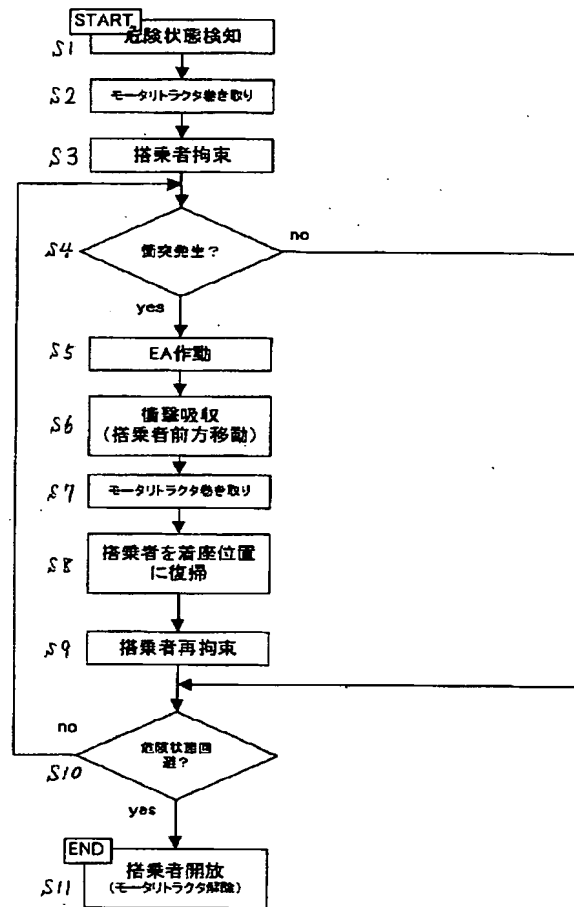 START
S1
危険状態検知
S2
モータリトラクタ巻き取り
S3
搭乗者拘束
S4
衝突発生?
no
yes
S5
EA作動
S6
衝撃吸収
(搭乗者前方移動)
S7
モータリトラクタ巻き取り
S8
搭乗者を着座位置
に復帰
S9
搭乗者再拘束
no
S10
危険状態回
避?
yes
END
S11
搭乗者開放
(モータリトラクタ解除)